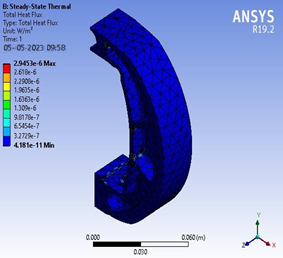 B: Steady-State Thermal
Total Heat Flux
Type: Total Heat Flux
Unit: W/m²
Time: 1
05-05-2023 09:58
2.9453e-6 Max
2.618e-6
2.2908e-6
1.9635e-6
1.6363e-6
1.309e-6
9.8178e-7
6.5454e-7
3.2729e-7
4.181e-11 Min
ANSYS
R19.2
0.000
0.060 (m)
0.030
Y
Z
X